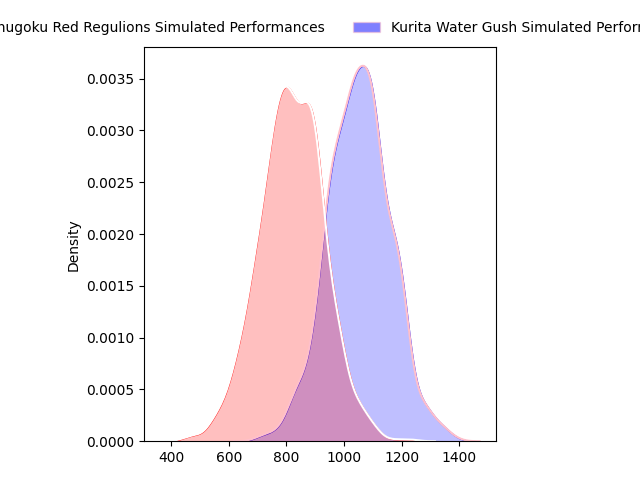 nugoku Red Regulions Simulated Performances
Kurita Water Gush Simulated Perfor
Density
0.0035
0.0030
0.0025
0.0020
0.0015
0.0010
0.0005
0.0000
400 600 800 1000 1200 1400